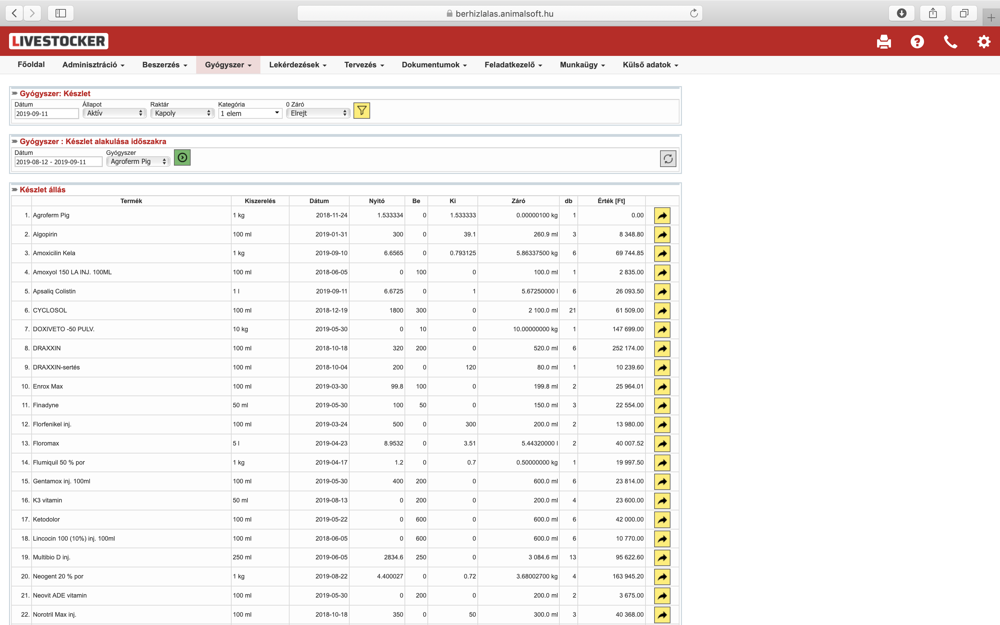 berhizlalas.animalsoft.hu
LIVESTOCKER
Főoldal Adminisztráció Beszerzés Gyógyszer Lekérdezések Tervezés Dokumentumok Feladatkezelő Munkaügy Külső adatok
Gyógyszer: Készlet
Dátum Állapot Raktár Kategória 0 Záró
2019-09-11 Aktív Kapoly 1 elem Elrejt
Gyógyszer : Készlet alakulása időszakra
Dátum Gyógyszer
2019-08-12 - 2019-09-11 Agroferm Pig
Készlet állás
Termék Kiszerelés Dátum Nyitó Be Ki Záró db Érték [Ft]
1. Agroferm Pig 1 kg 2018-11-24 1.533334 0 1.533333 0.00000100 kg 1 0.00
2. Algopirin 100 ml 2019-01-31 300 0 39.1 260.9 ml 3 8 348.80
3. Amoxicilin Kela 1 kg 2019-09-10 6.6565 0 0.793125 5.86337500 kg 6 69 744.85
4. Amoxyol 150 LA INJ. 100ML 100 ml 2018-06-05 0 100 0 100.0 ml 1 2 835.00
5. Apsaliq Colistin 1 l 2019-09-11 6.6725 0 1 5.67250000 l 6 26 093.50
6. CYCLOSOL 100 ml 2018-12-19 1800 300 0 2 100.0 ml 21 61 509.00
7. DOXIVETO -50 PULV. 10 kg 2019-05-30 0 10 0 10.00000000 kg 1 147 699.00
8. DRAXXIN 100 ml 2018-10-18 320 200 0 520.0 ml 6 252 174.00
9. DRAXXIN-sertés 100 ml 2018-10-04 200 0 120 80.0 ml 1 10 239.60
10. Enrox Max 100 ml 2019-03-30 99.8 100 0 199.8 ml 2 25 964.01
11. Finadyne 50 ml 2019-05-30 100 50 0 150.0 ml 3 22 554.00
12. Florfenikel inj. 100 ml 2019-03-24 500 0 300 200.0 ml 2 13 980.00
13. Floromax 5 l 2019-04-23 8.9532 0 3.51 5.44320000 l 2 40 007.52
14. Flumiquil 50 % por 1 kg 2019-04-17 1.2 0 0.7 0.50000000 kg 1 19 997.50
15. Gentamox inj. 100ml 100 ml 2019-05-30 400 200 0 600.0 ml 6 23 814.00
16. K3 vitamin 50 ml 2019-08-13 0 200 0 200.0 ml 4 23 600.00
17. Ketodolor 100 ml 2019-05-22 0 600 0 600.0 ml 6 42 000.00
18. Lincocin 100 (10%) inj. 100ml 100 ml 2018-06-05 0 600 0 600.0 ml 6 10 770.00
19. Multibio D inj. 250 ml 2019-06-05 2834.6 250 0 3 084.6 ml 13 95 622.60
20. Neogent 20 % por 1 kg 2019-08-22 4.400027 0 0.72 3.68002700 kg 4 163 945.20
21. Neovit ADE vitamin 100 ml 2019-05-30 0 200 0 200.0 ml 2 3 675.00
22. Norotril Max inj. 100 ml 2018-10-18 350 0 50 300.0 ml 3 40 368.00